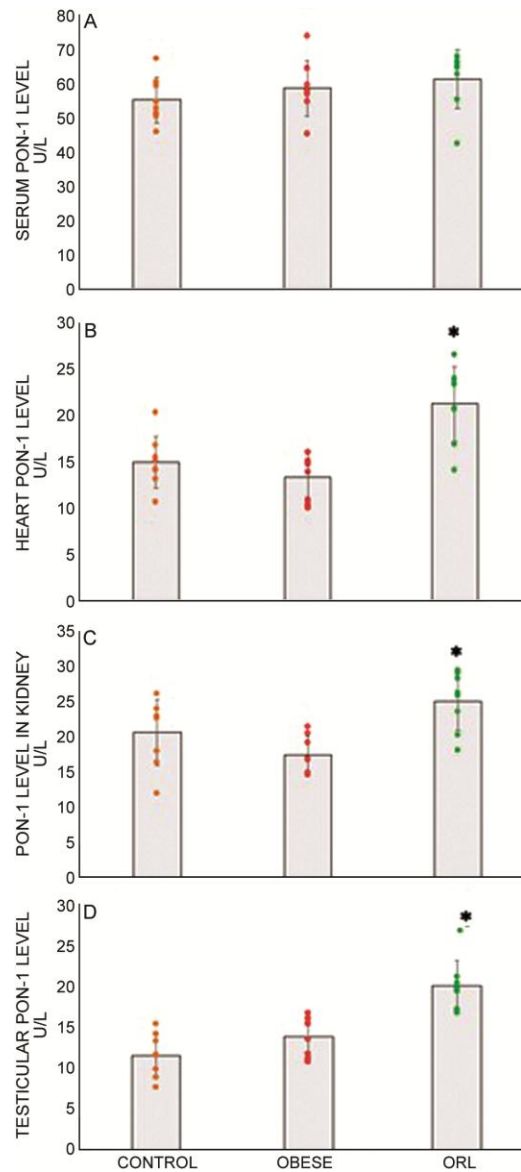 A
SERUM PON-1 LEVEL
U/L
80
70
60
50
40
30
20
10
0
B
*
HEART PON-1 LEVEL
U/L
30
25
20
15
10
5
0
C
*
PON-1 LEVEL IN KIDNEY
U/L
35
30
25
20
15
10
5
0
D
*
TESTICULAR PON-1 LEVEL
U/L
30
25
20
15
10
5
0
CONTROL OBESE ORL